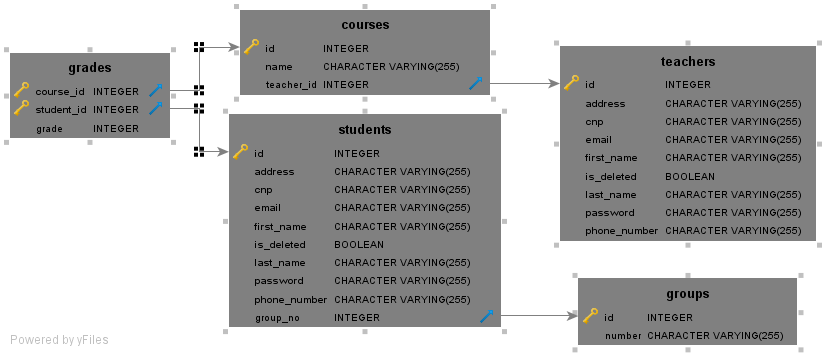 grades
course_id INTEGER
student_id INTEGER
grade INTEGER
courses
id INTEGER
name CHARACTER VARYING(255)
teacher_id INTEGER
students
id INTEGER
address CHARACTER VARYING(255)
cnp CHARACTER VARYING(255)
email CHARACTER VARYING(255)
first_name CHARACTER VARYING(255)
is_deleted BOOLEAN
last_name CHARACTER VARYING(255)
password CHARACTER VARYING(255)
phone_number CHARACTER VARYING(255)
group_no INTEGER
teachers
id INTEGER
address CHARACTER VARYING(255)
cnp CHARACTER VARYING(255)
email CHARACTER VARYING(255)
first_name CHARACTER VARYING(255)
is_deleted BOOLEAN
last_name CHARACTER VARYING(255)
password CHARACTER VARYING(255)
phone_number CHARACTER VARYING(255)
groups
id INTEGER
number CHARACTER VARYING(255)
Powered by yFiles